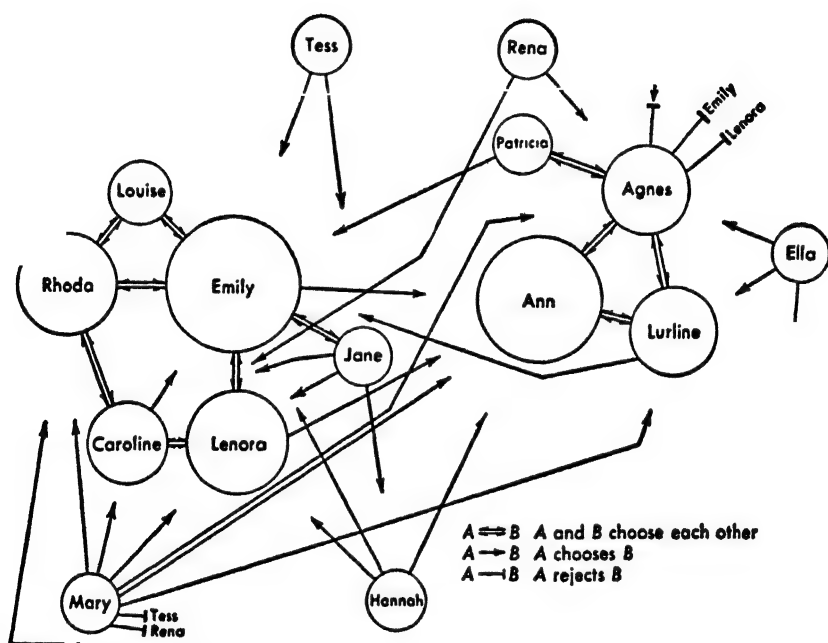 Tess
Rena
Emily
Lenora
Patricia
Agnes
Louise
Ella
Rhoda
Emily
Ann
Lurline
Jane
Caroline
Lenora
A ⇌ B A and B choose each other
A → B A chooses B
A ⊣ B A rejects B
Mary
Tess
Rena
Hannah